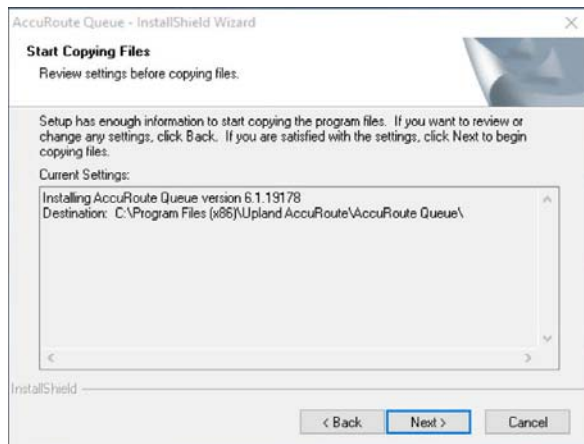 AccuRoute Queue - InstallShield Wizard
Start Copying Files
Review settings before copying files.
Setup has enough information to start copying the program files. If you want to review or
change any settings, click Back. If you are satisfied with the settings, click Next to begin
copying files.
Current Settings:
Installing AccuRoute Queue version 6.1.19178
Destination: C:\Program Files (x86)\Upland AccuRoute\AccuRoute Queue\
InstallShield
< Back Next > Cancel